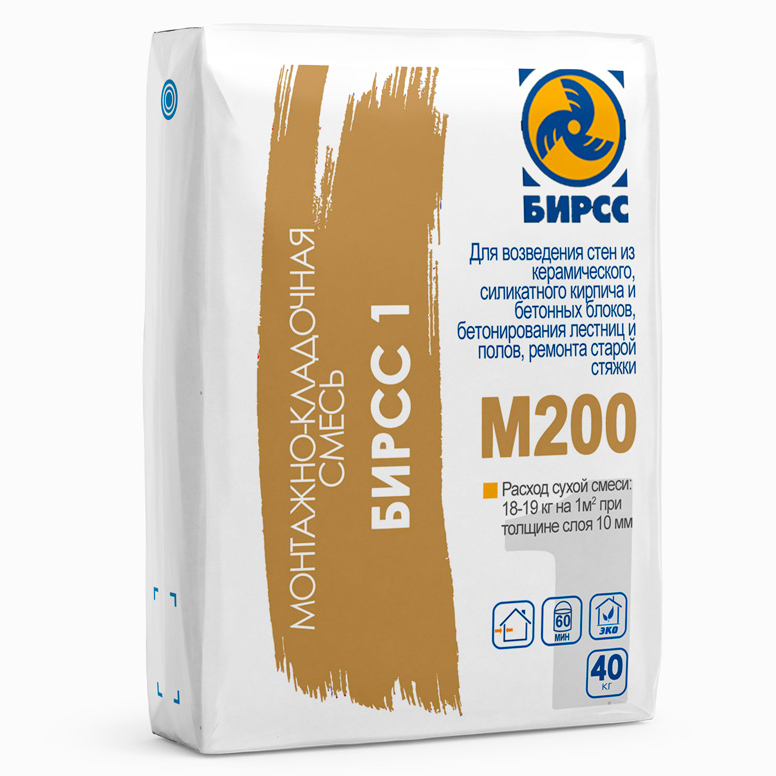 БИРСС
Для возведения стен из
керамического,
силикатного кирпича и
бетонных блоков,
бетонирования лестниц и
полов, ремонта старой
стяжки
М200
Расход сухой смеси:
18-19 кг на 1м² при
толщине слоя 10 мм
1
60
МИН
ЭКО
40
КГ
МОНТАЖНО-КЛАДОЧНАЯ
СМЕСЬ
БИРСС 1